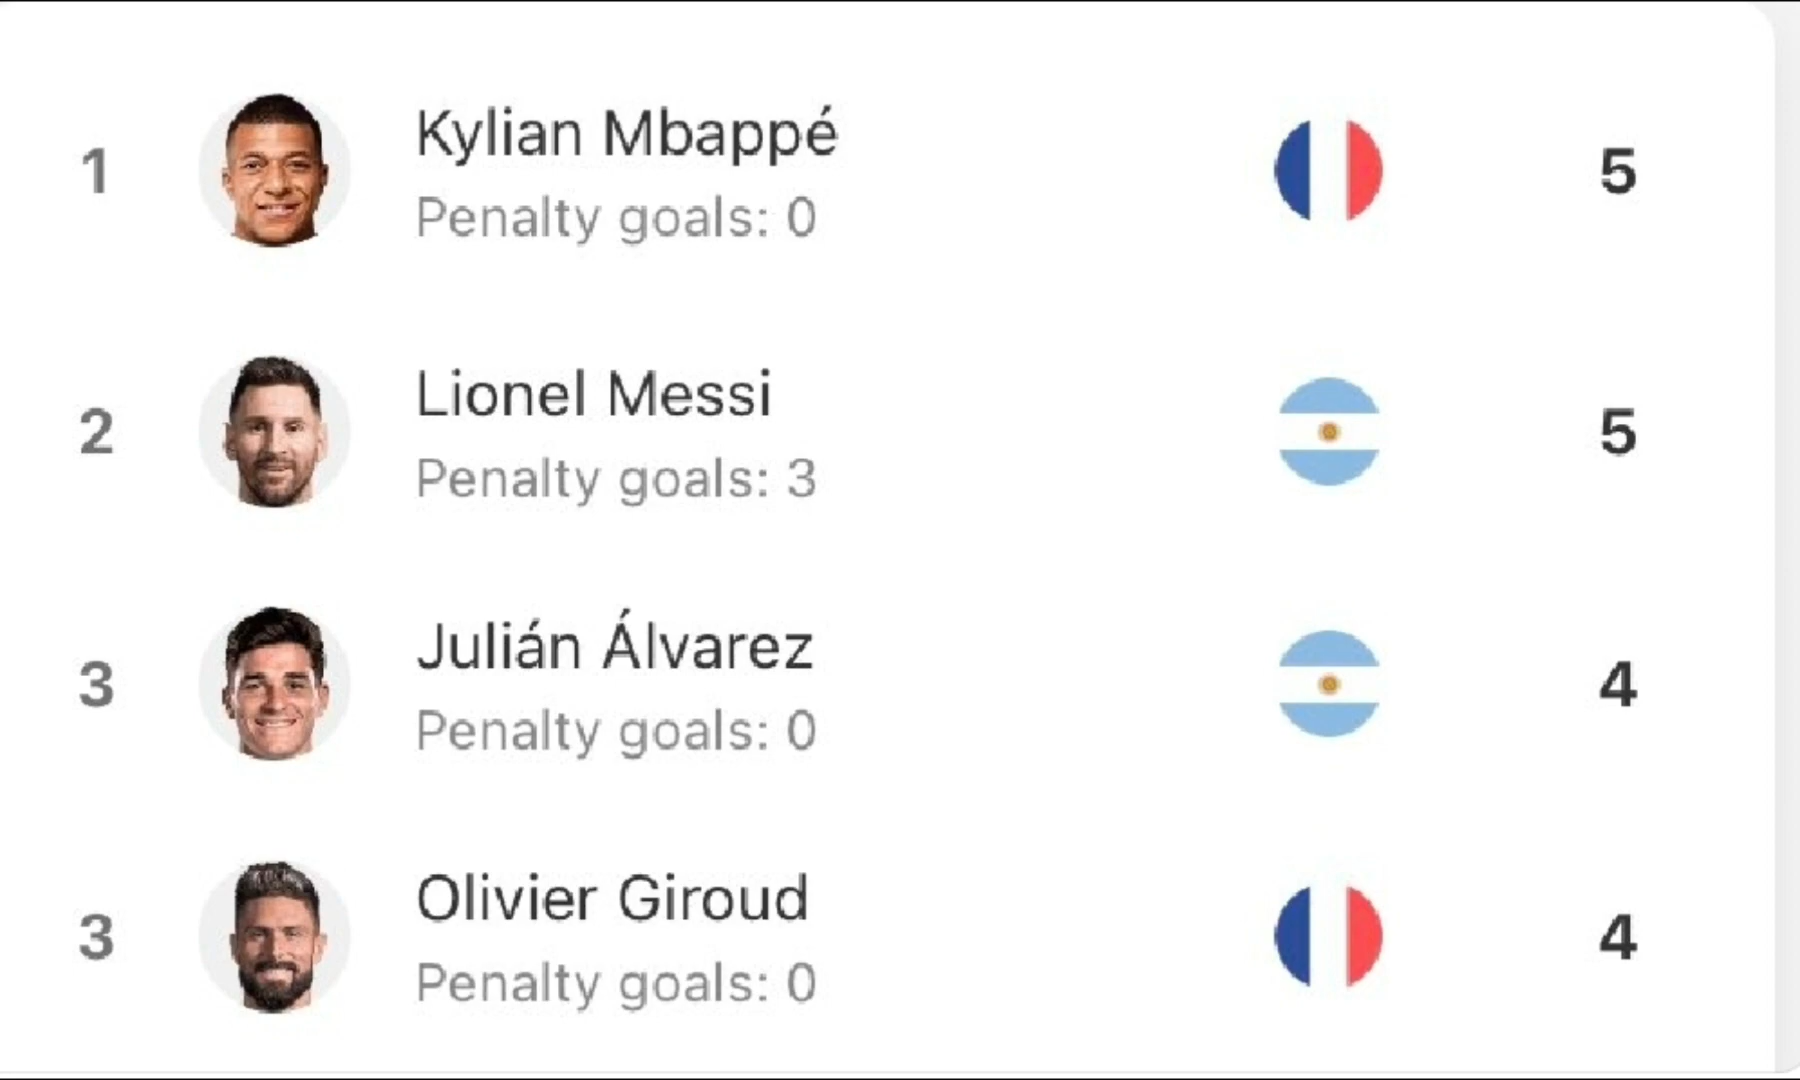 1
Kylian Mbappé
Penalty goals: 0
5
2
Lionel Messi
Penalty goals: 3
5
3
Julián Álvarez
Penalty goals: 0
4
3
Olivier Giroud
Penalty goals: 0
4